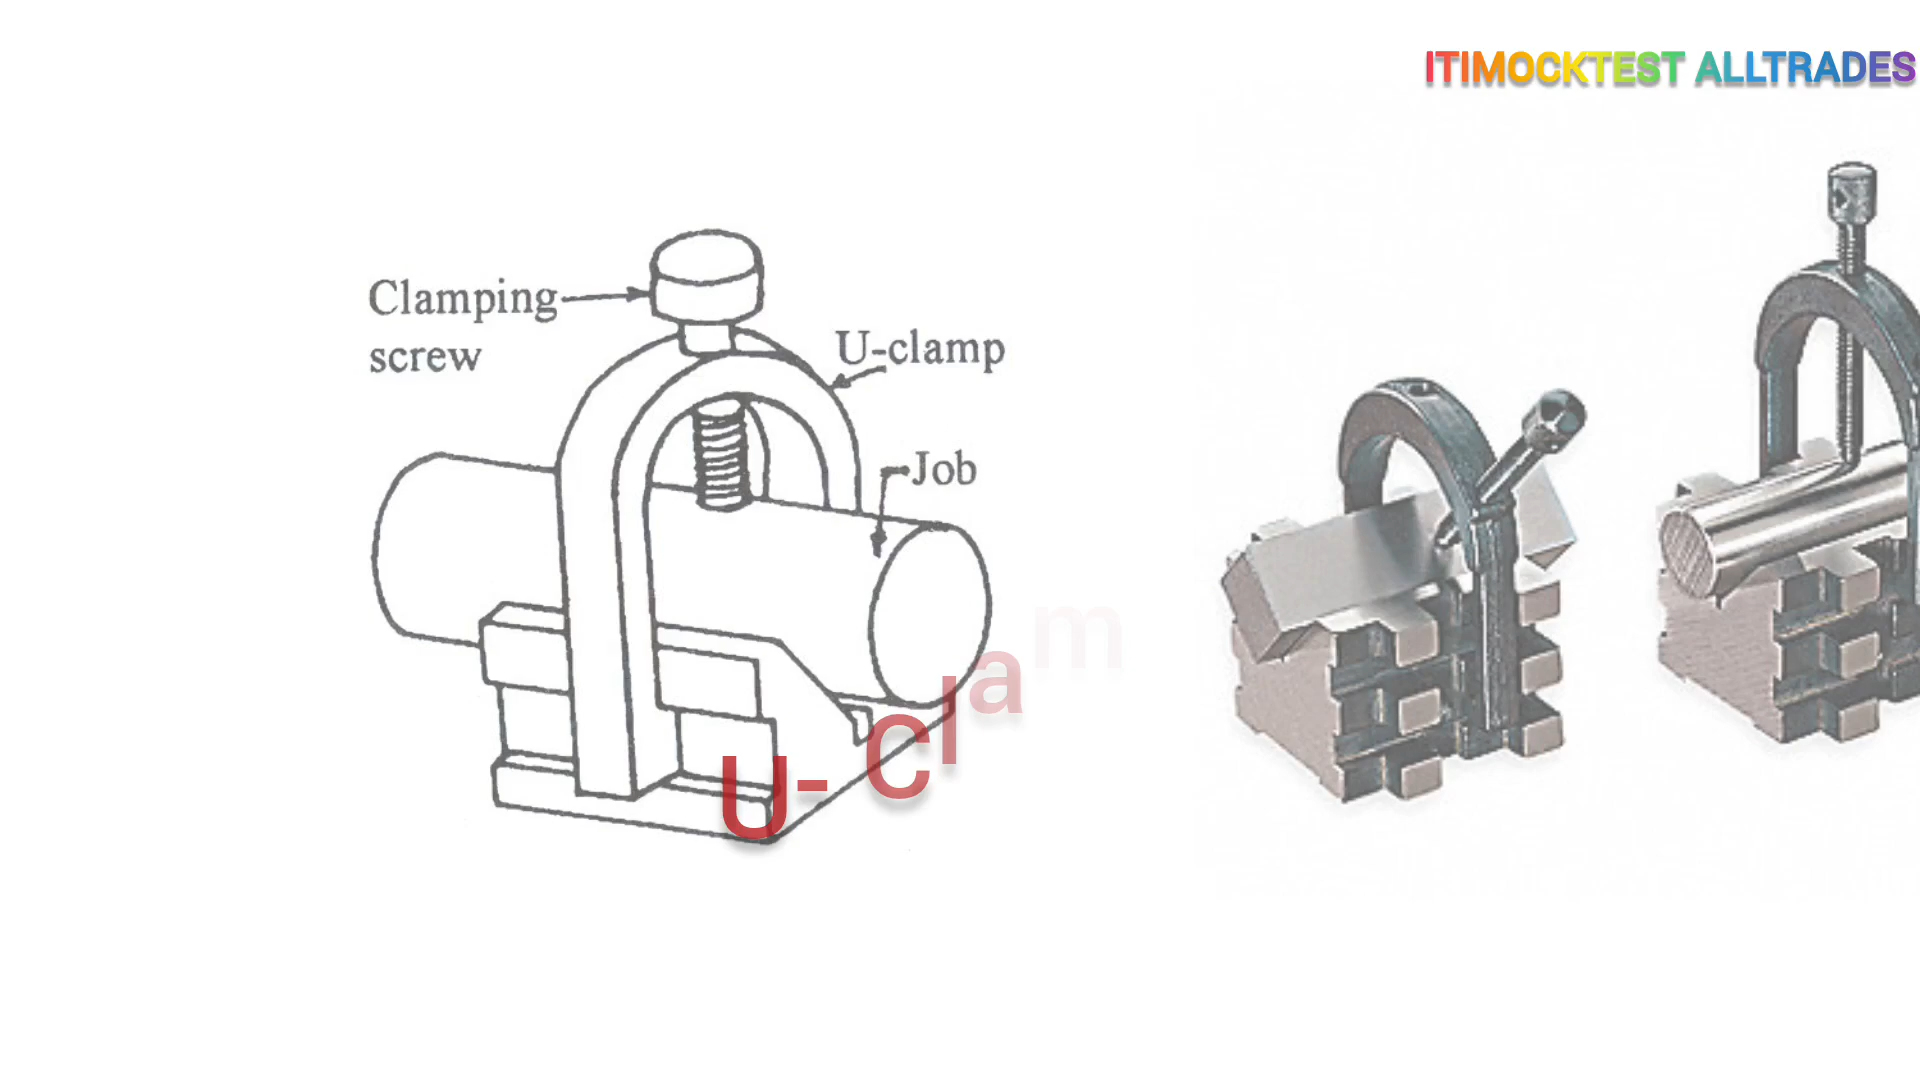 ITIMOCKTEST ALLTRADES
Clamping
screw
U-clamp
Job
U- Clam